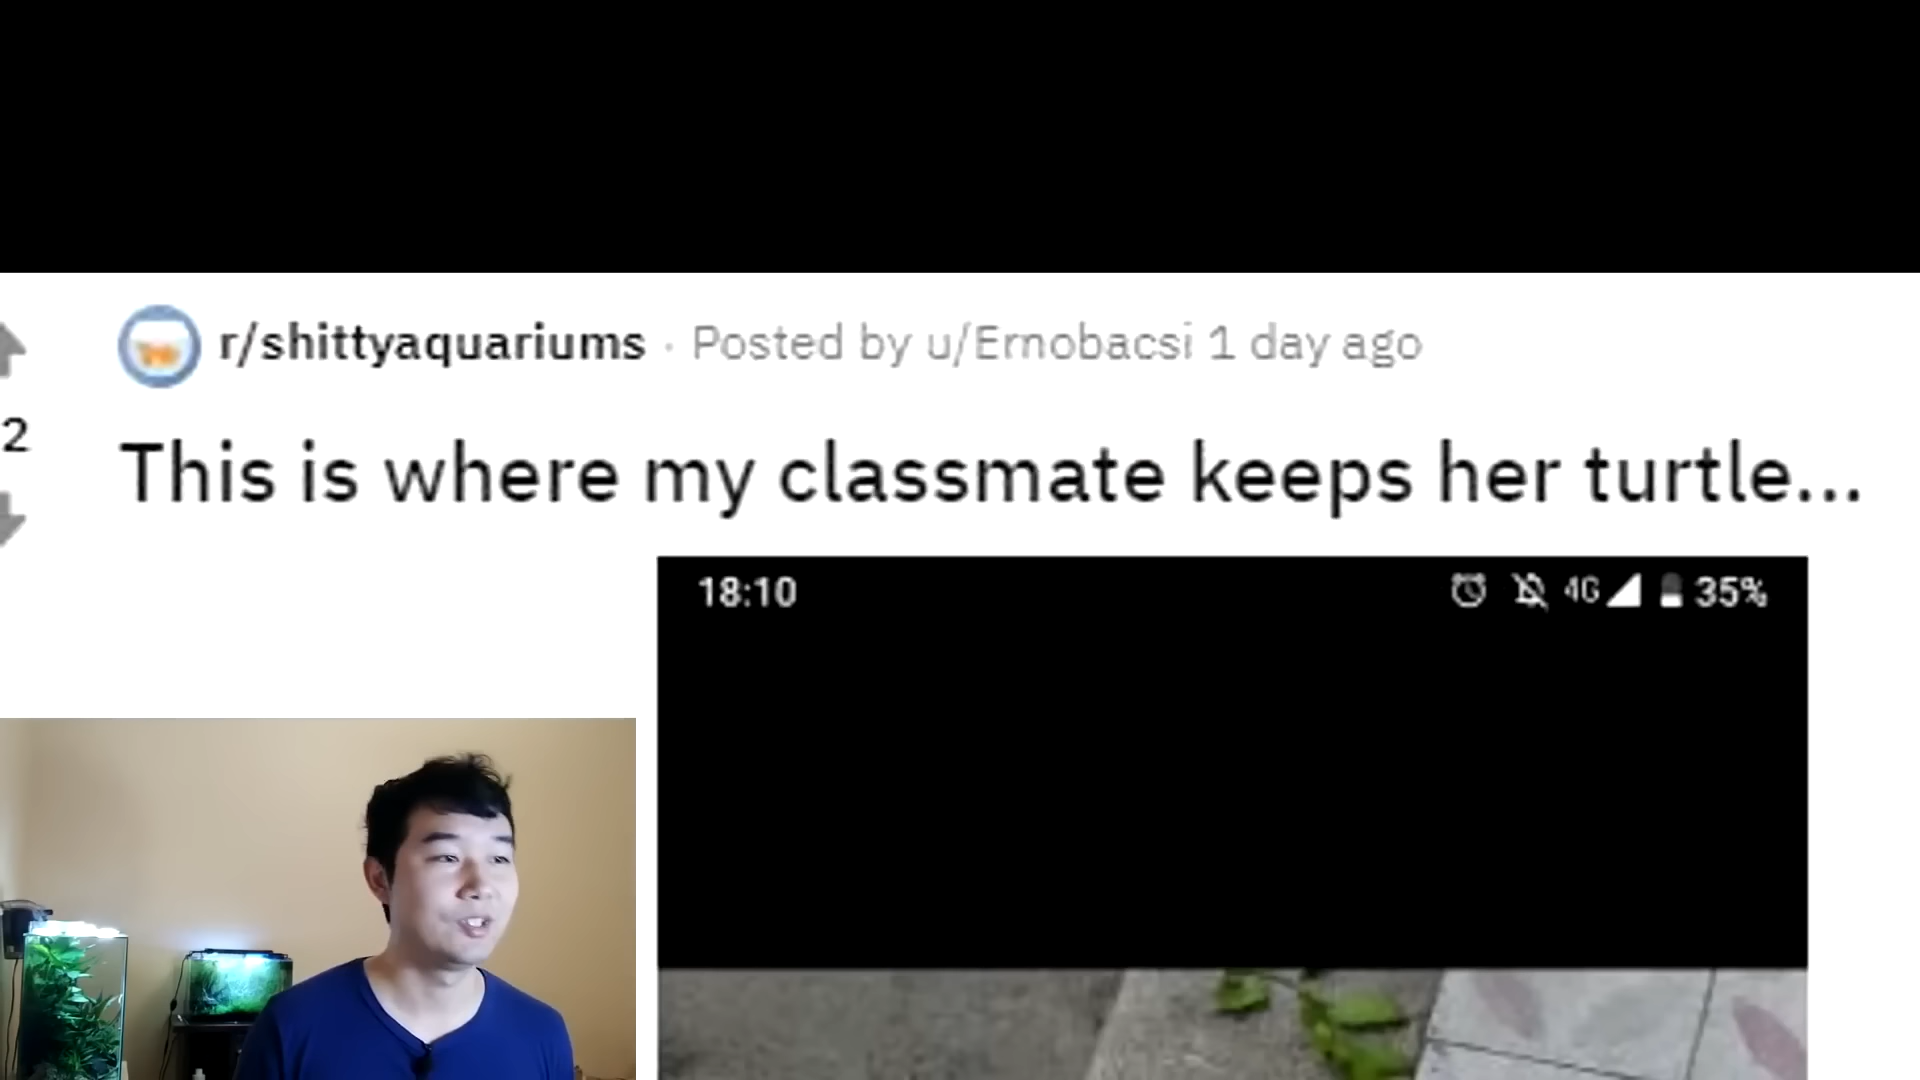 r/shittyaquariums · Posted by u/Ernobacsi 1 day ago
2
This is where my classmate keeps her turtle...
18:10 4G 35%